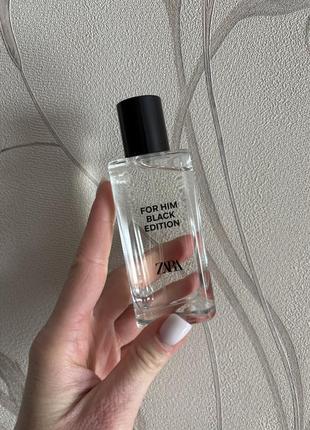 FOR HIM
BLACK
EDITION
ZARA